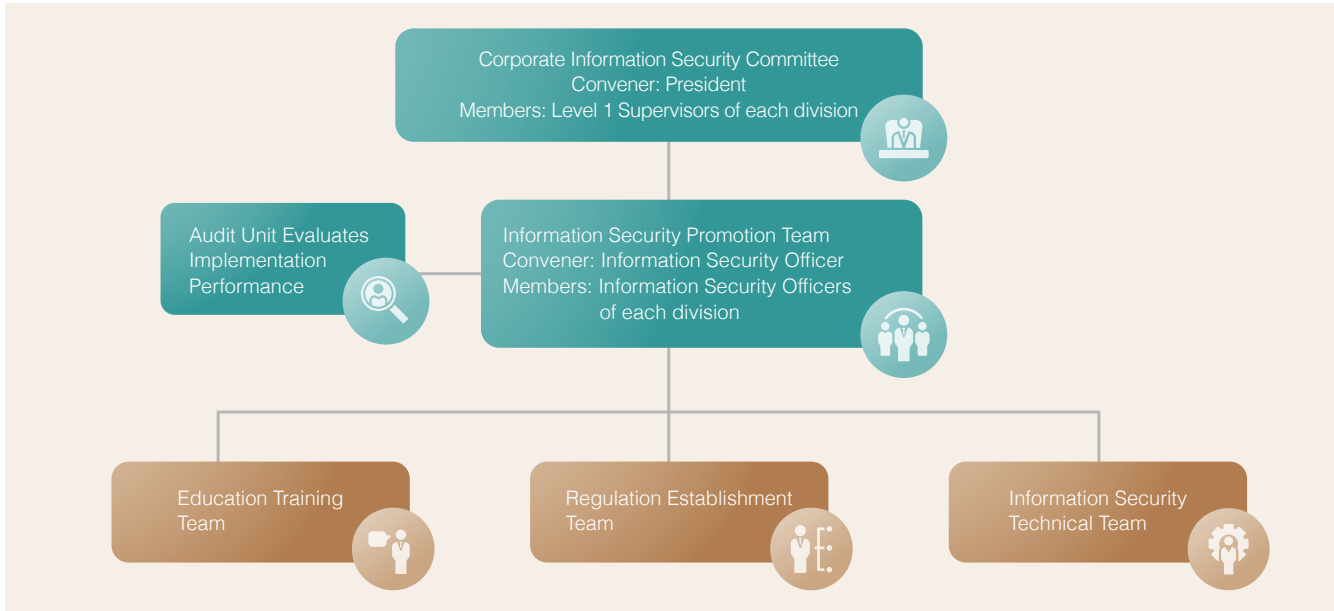 Corporate Information Security Committee
Convener: President
Members: Level 1 Supervisors of each division
Audit Unit Evaluates
Implementation
Performance
Information Security Promotion Team
Convener: Information Security Officer
Members: Information Security Officers
of each division
Education Training
Team
Regulation Establishment
Team
Information Security
Technical Team